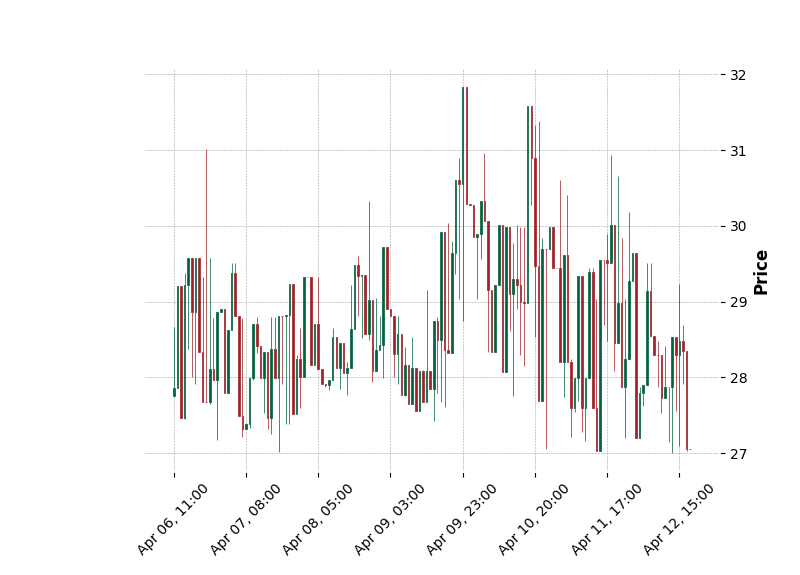 32
31
30
29
28
27
Price
Apr 06, 11:00
Apr 07, 08:00
Apr 08, 05:00
Apr 09, 03:00
Apr 09, 23:00
Apr 10, 20:00
Apr 11, 17:00
Apr 12, 15:00